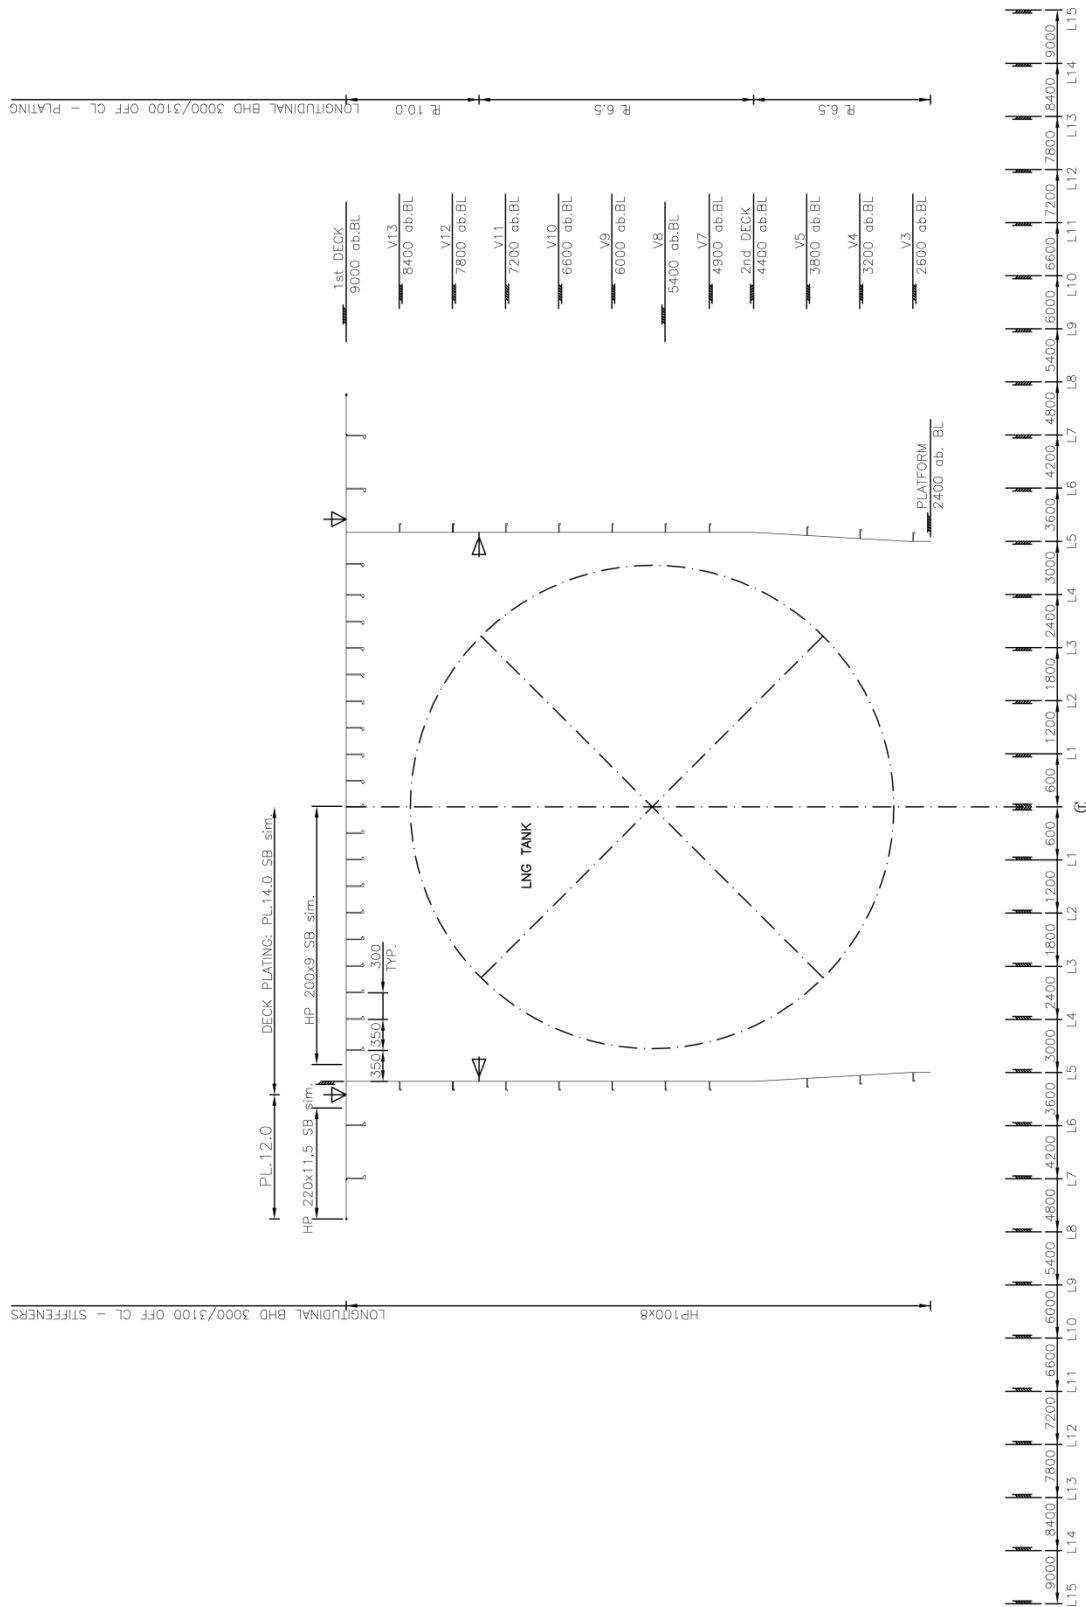 LONGITUDINAL BHD 3000/3100 OFF CL - STIFFENERS
HP100x8
DECK PLATING: PL.14.0 SB sim.
PL.12.0
HP 220x11,5 SB sim.
HP 200x9 SB sim.
350
350
300
TYP.
LNG TANK
1st DECK
9000 ab.BL
V13
8400 ab.BL
V12
7800 ab.BL
V11
7200 ab.BL
V10
6600 ab.BL
V9
6000 ab.BL
V8
5400 ab.BL
V7
4900 ab.BL
2nd DECK
4400 ab.BL
V5
3800 ab.BL
V4
3200 ab.BL
V3
2600 ab.BL
PLATFORM
2400 ab. BL
LONGITUDINAL BHD 3000/3100 OFF CL - PLATING
PL 10.0
PL 6.5
PL 6.5
9000 8400 7800 7200 6600 6000 5400 4800 4200 3600 3000 2400 1800 1200 600 600 1200 1800 2400 3000 3600 4200 4800 5400 6000 6600 7200 7800 8400 9000
L15 L14 L13 L12 L11 L10 L9 L8 L7 L6 L5 L4 L3 L2 L1 CL L1 L2 L3 L4 L5 L6 L7 L8 L9 L10 L11 L12 L13 L14 L15